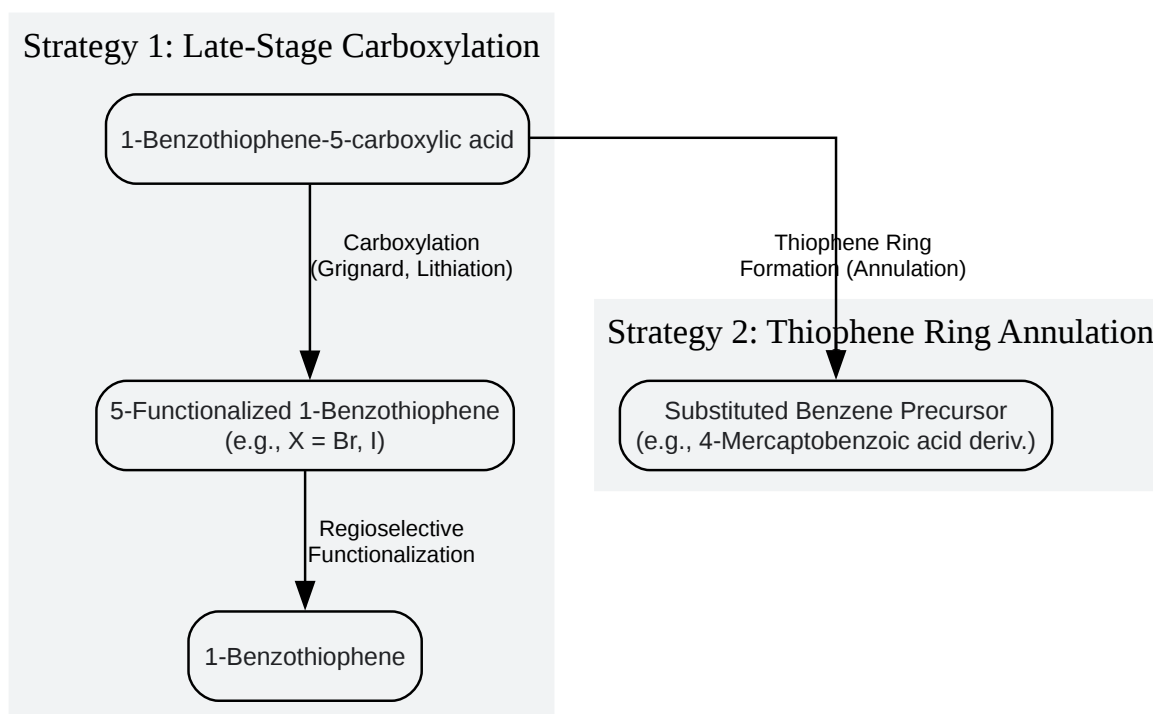 Strategy 1: Late-Stage Carboxylation
1-Benzothiophene-5-carboxylic acid
Carboxylation
(Grignard, Lithiation)
Thiophene Ring
Formation (Annulation)
Strategy 2: Thiophene Ring Annulation
5-Functionalized 1-Benzothiophene
(e.g., X = Br, I)
Substituted Benzene Precursor
(e.g., 4-Mercaptobenzoic acid deriv.)
Regioselective
Functionalization
1-Benzothiophene